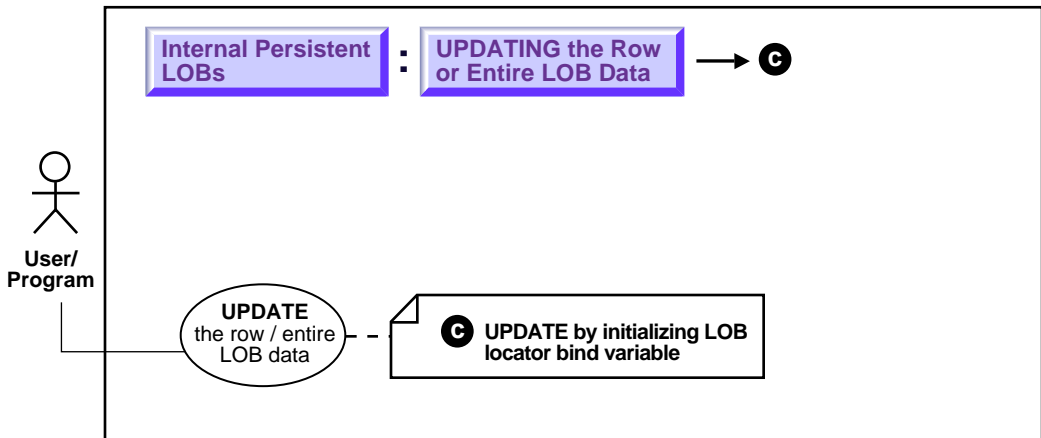 Internal Persistent
LOBs
:
UPDATING the Row
or Entire LOB Data
C
User/
Program
UPDATE
the row / entire
LOB data
C UPDATE by initializing LOB
locator bind variable